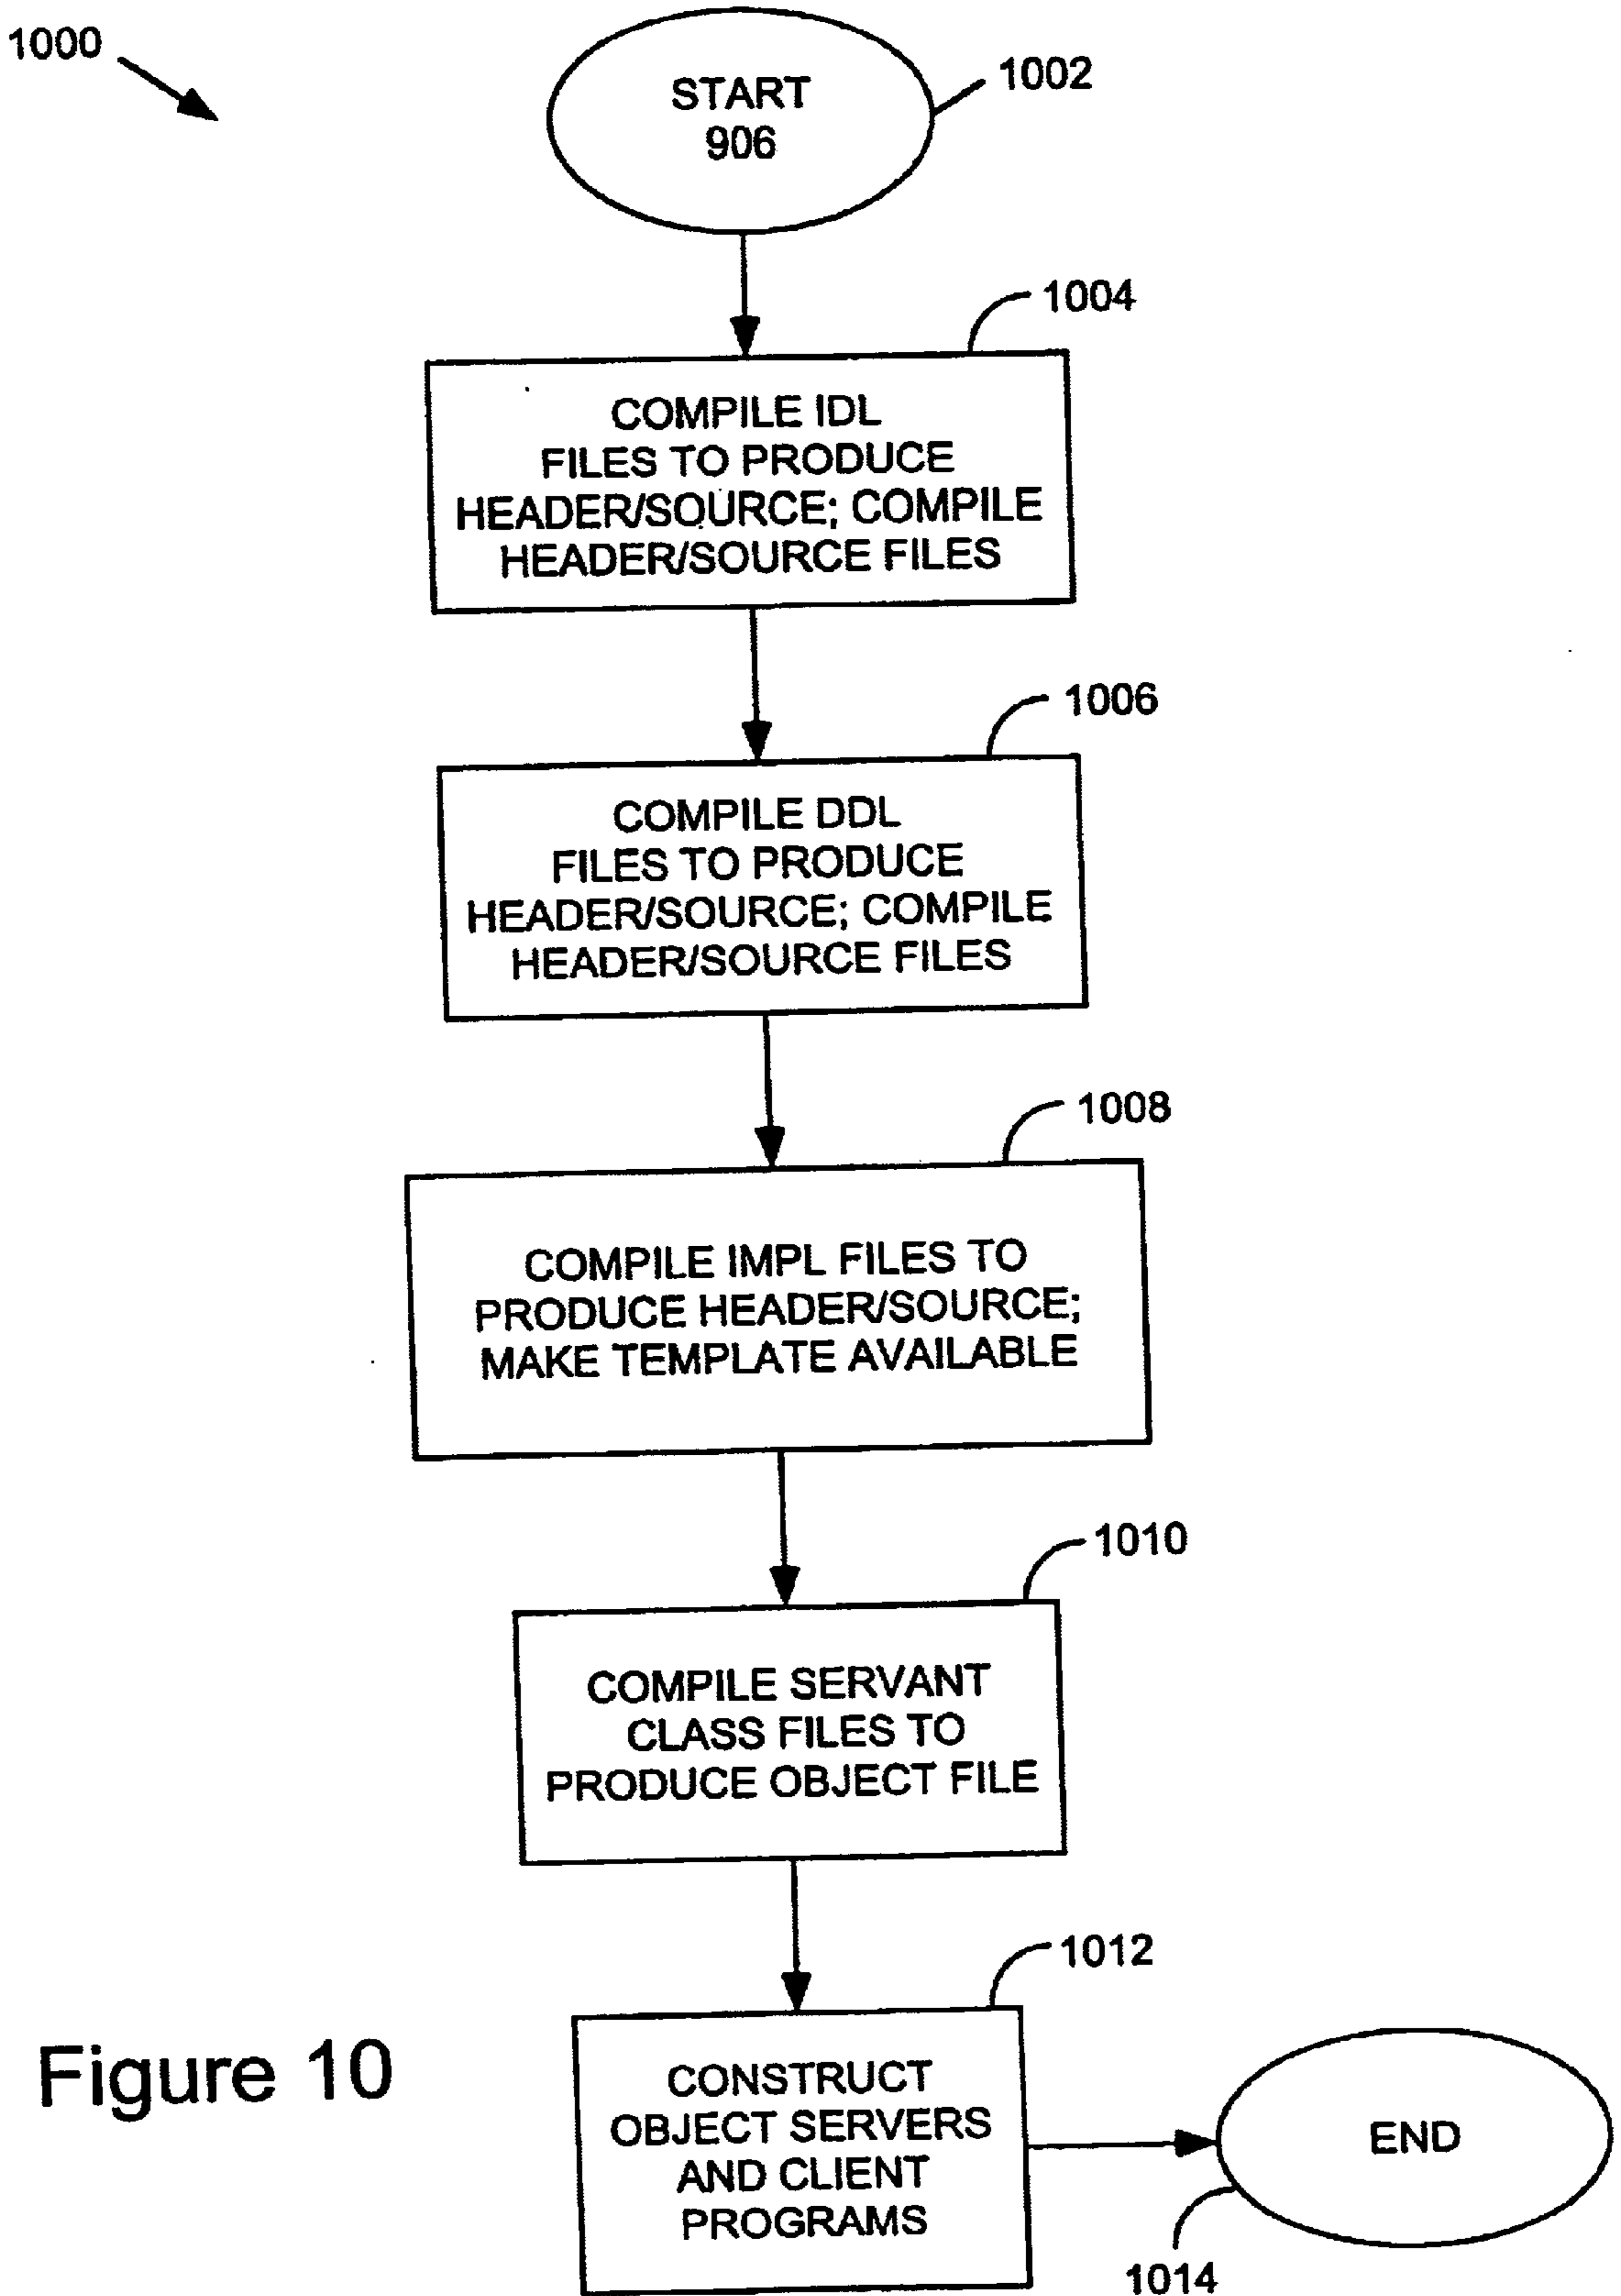 1000
START
906
1002
1004
COMPILE IDL
FILES TO PRODUCE
HEADER/SOURCE; COMPILE
HEADER/SOURCE FILES
1006
COMPILE DDL
FILES TO PRODUCE
HEADER/SOURCE; COMPILE
HEADER/SOURCE FILES
1008
COMPILE IMPL FILES TO
PRODUCE HEADER/SOURCE;
MAKE TEMPLATE AVAILABLE
1010
COMPILE SERVANT
CLASS FILES TO
PRODUCE OBJECT FILE
1012
CONSTRUCT
OBJECT SERVERS
AND CLIENT
PROGRAMS
END
1014
Figure 10